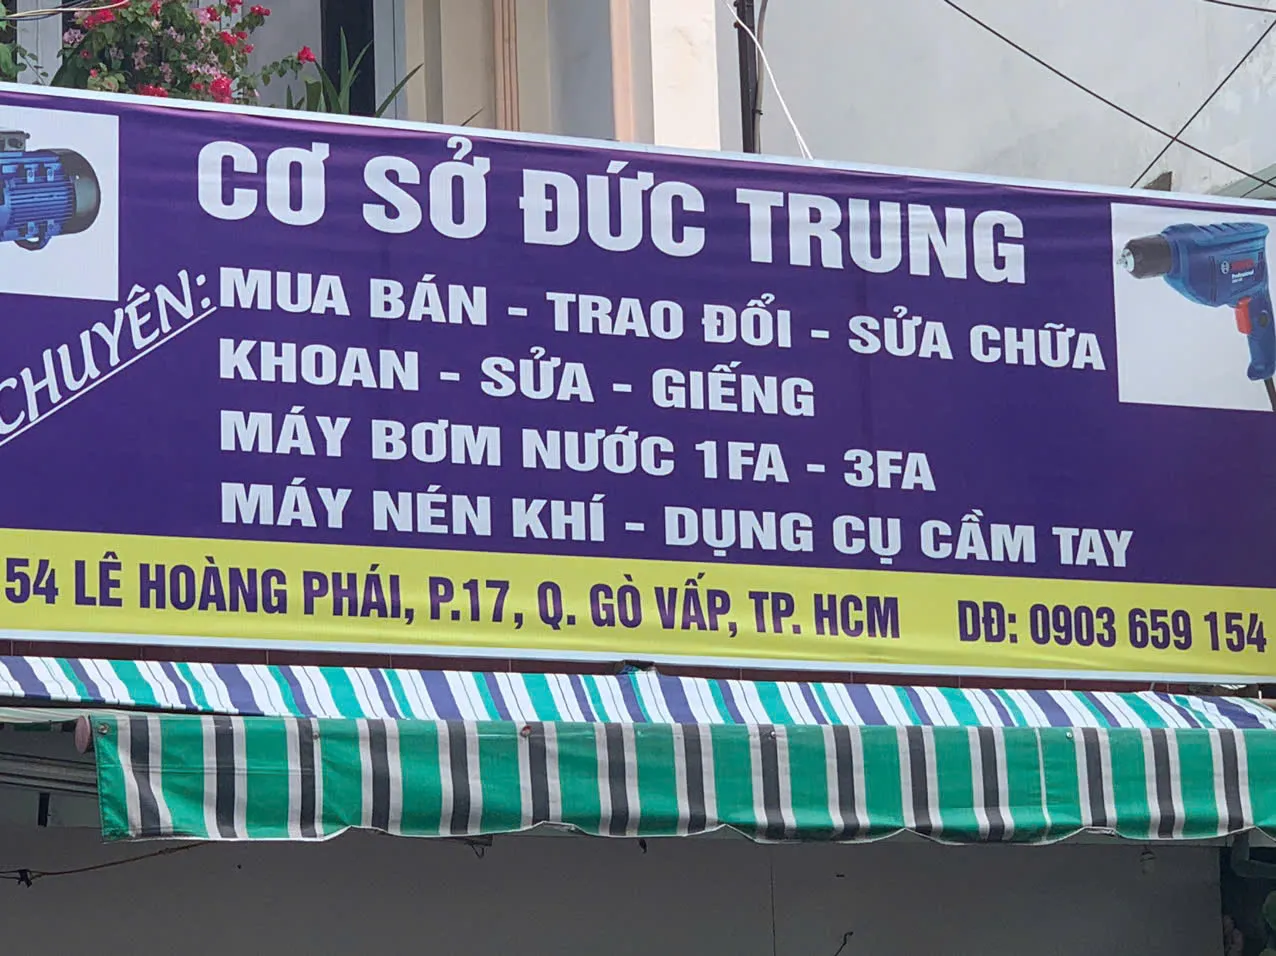 CƠ SỞ ĐỨC TRUNG
CHUYÊN:
MUA BÁN - TRAO ĐỔI - SỬA CHỮA
KHOAN - SỬA - GIẾNG
MÁY BƠM NƯỚC 1FA - 3FA
MÁY NÉN KHÍ - DỤNG CỤ CẦM TAY
54 LÊ HOÀNG PHÁI, P.17, Q. GÒ VẤP, TP. HCM DĐ: 0903 659 154